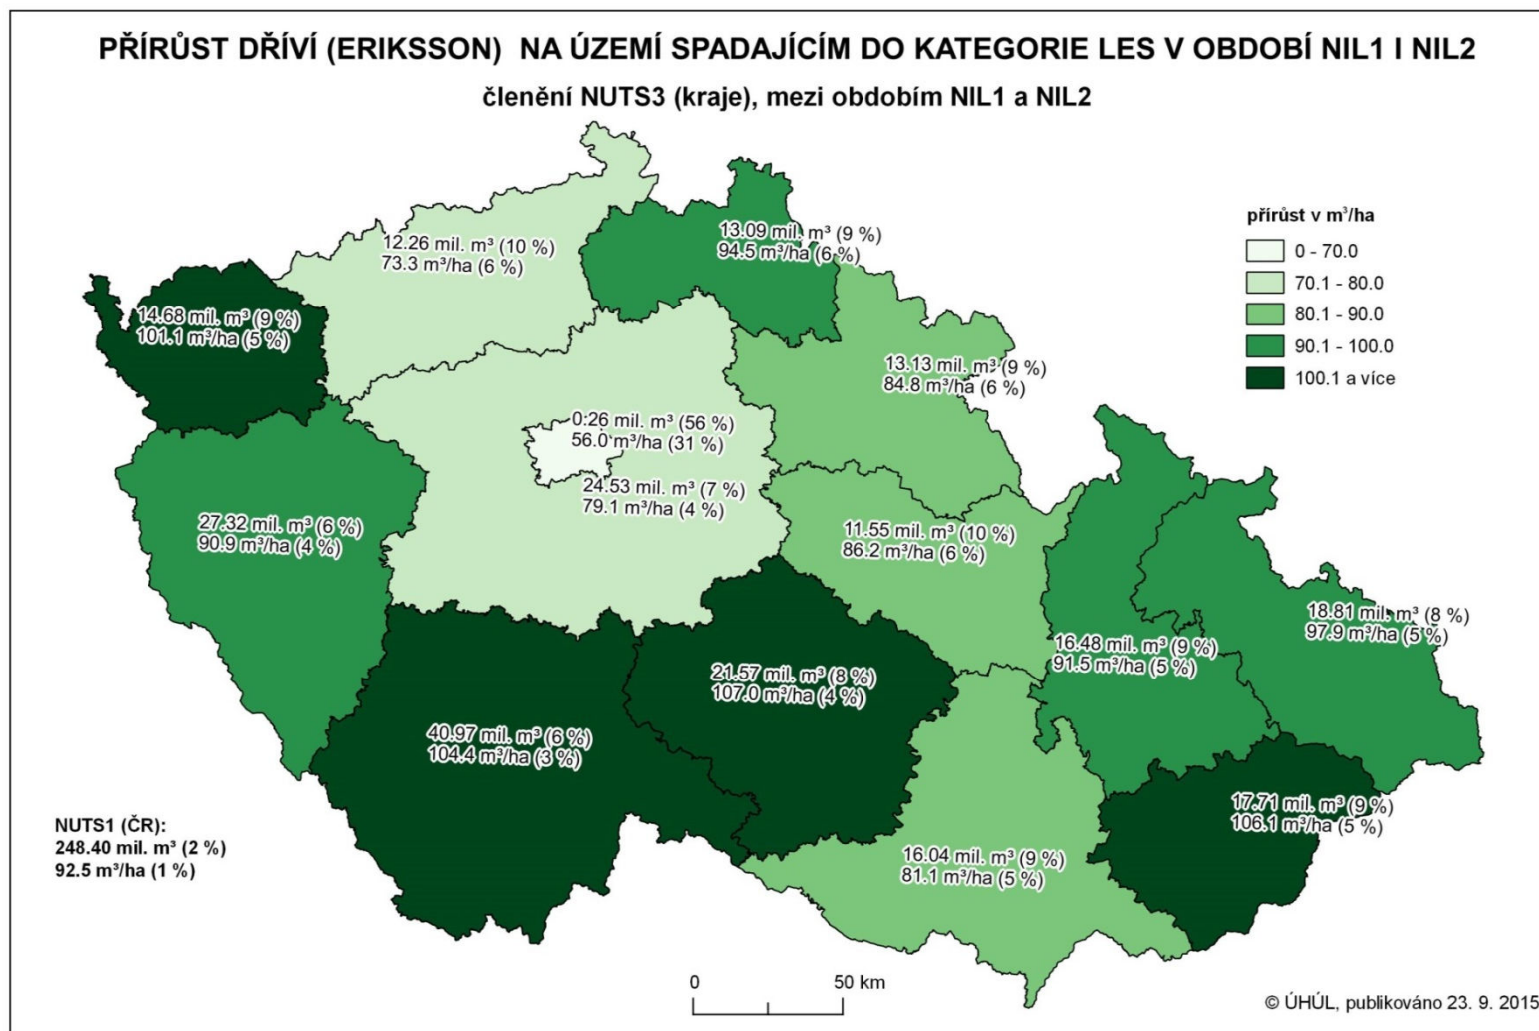 PŘÍRŮST DŘÍVÍ (ERIKSSON) NA ÚZEMÍ SPADAJÍCÍM DO KATEGORIE LES V OBDOBÍ NIL1 I NIL2
členění NUTS3 (kraje), mezi obdobím NIL1 a NIL2
přírůst v m³/ha
0 - 70.0
70.1 - 80.0
80.1 - 90.0
90.1 - 100.0
100.1 a více
12.26 mil. m³ (10 %)
73.3 m³/ha (6 %)
13.09 mil. m³ (9 %)
94.5 m³/ha (6 %)
14.68 mil. m³ (9 %)
101.1 m³/ha (5 %)
13.13 mil. m³ (9 %)
84.8 m³/ha (6 %)
0.26 mil. m³ (56 %)
56.0 m³/ha (31 %)
24.53 mil. m³ (7 %)
79.1 m³/ha (4 %)
27.32 mil. m³ (6 %)
90.9 m³/ha (4 %)
11.55 mil. m³ (10 %)
86.2 m³/ha (6 %)
18.81 mil. m³ (8 %)
97.9 m³/ha (5 %)
16.48 mil. m³ (9 %)
91.5 m³/ha (5 %)
21.57 mil. m³ (8 %)
107.0 m³/ha (4 %)
40.97 mil. m³ (6 %)
104.4 m³/ha (3 %)
17.71 mil. m³ (9 %)
106.1 m³/ha (5 %)
16.04 mil. m³ (9 %)
81.1 m³/ha (5 %)
NUTS1 (ČR):
248.40 mil. m³ (2 %)
92.5 m³/ha (1 %)
0 50 km
© ÚHÚL, publikováno 23. 9. 2015